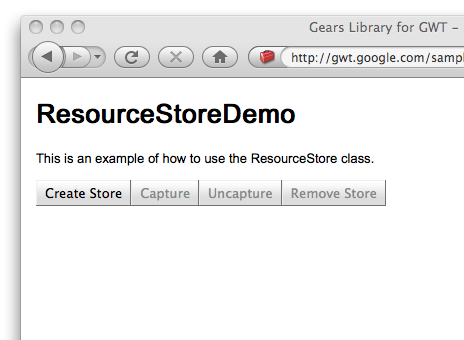 Gears Library for GWT –
http://gwt.google.com/sampl
ResourceStoreDemo
This is an example of how to use the ResourceStore class.
Create Store Capture Uncapture Remove Store